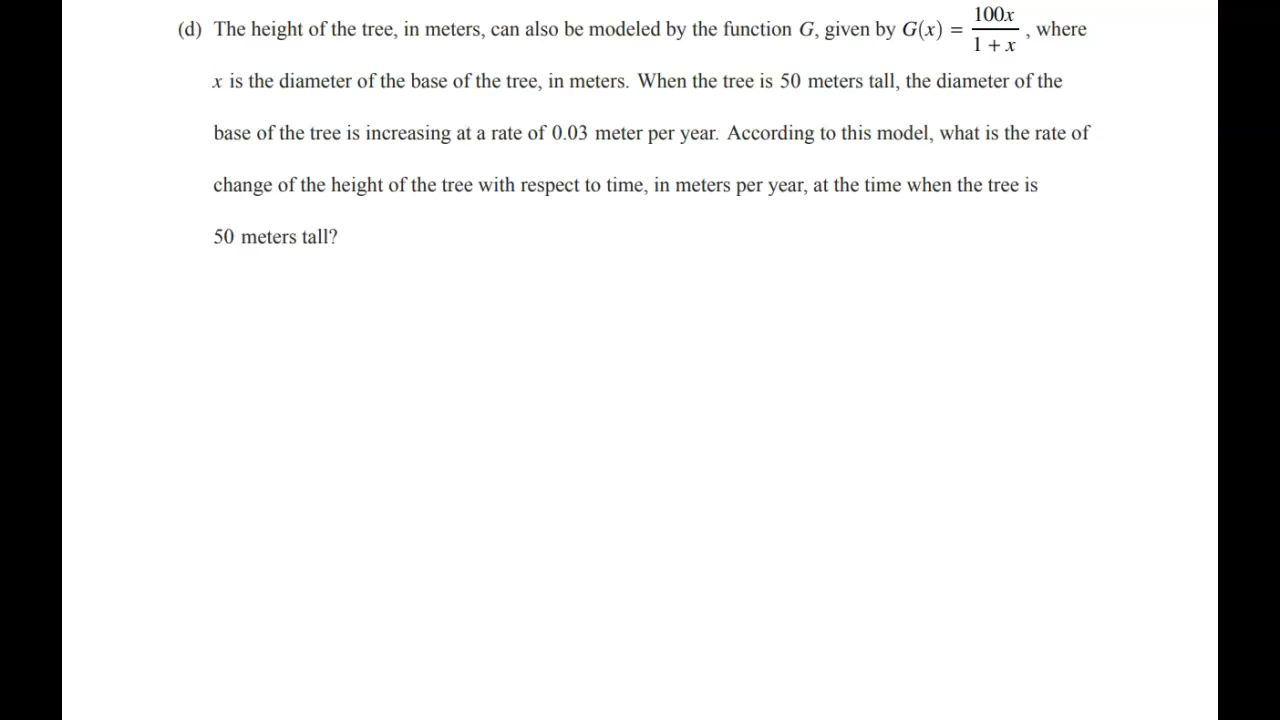 (d) The height of the tree, in meters, can also be modeled by the function G, given by G(x) = 100x / 1 + x , where
x is the diameter of the base of the tree, in meters. When the tree is 50 meters tall, the diameter of the
base of the tree is increasing at a rate of 0.03 meter per year. According to this model, what is the rate of
change of the height of the tree with respect to time, in meters per year, at the time when the tree is
50 meters tall?